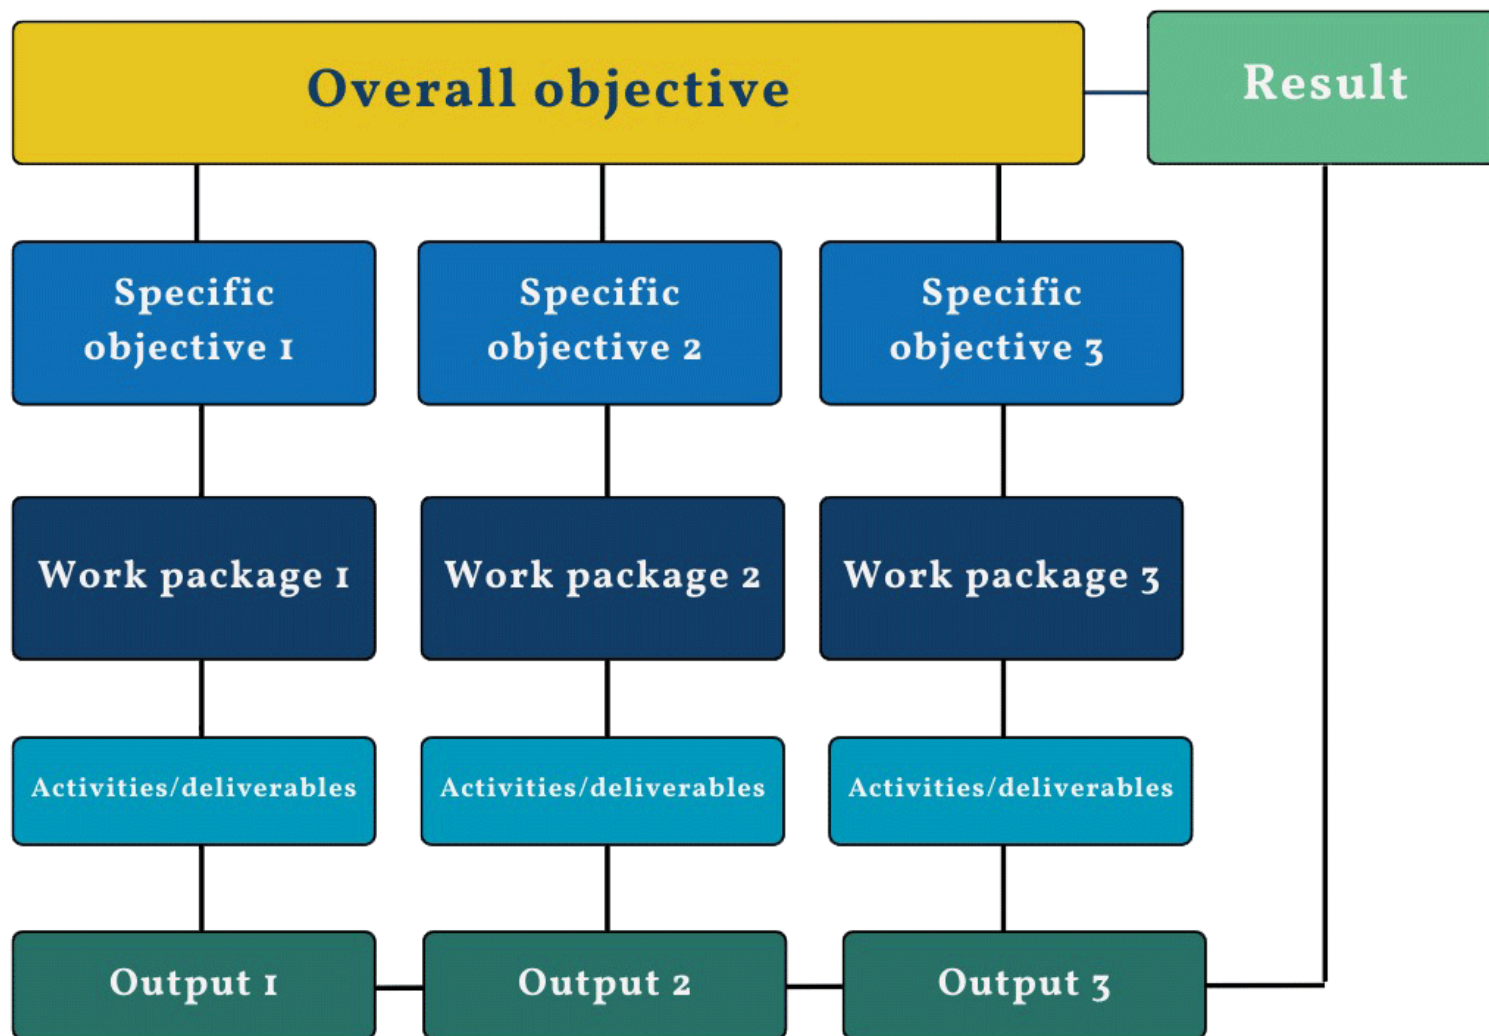 Overall objective
Result
Specific
objective 1
Specific
objective 2
Specific
objective 3
Work package 1
Work package 2
Work package 3
Activities/deliverables
Activities/deliverables
Activities/deliverables
Output 1
Output 2
Output 3